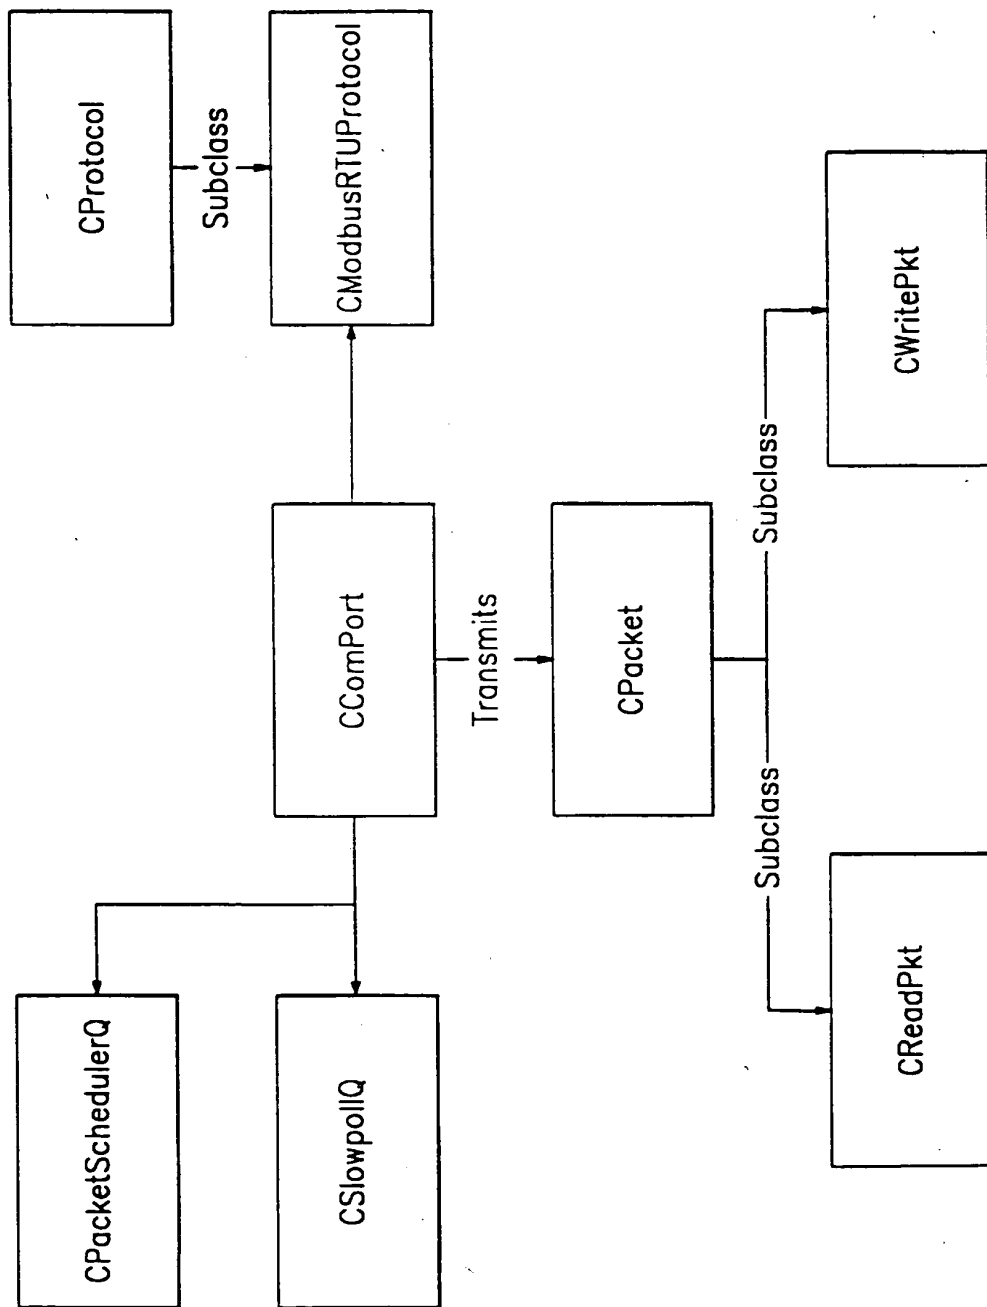 CPacketSchedulerQ
CProtocol
Subclass
CSlowpollQ
CComPort
CModbusRTUProtocol
Transmits
CPacket
Subclass
Subclass
CReadPkt
CWritePkt